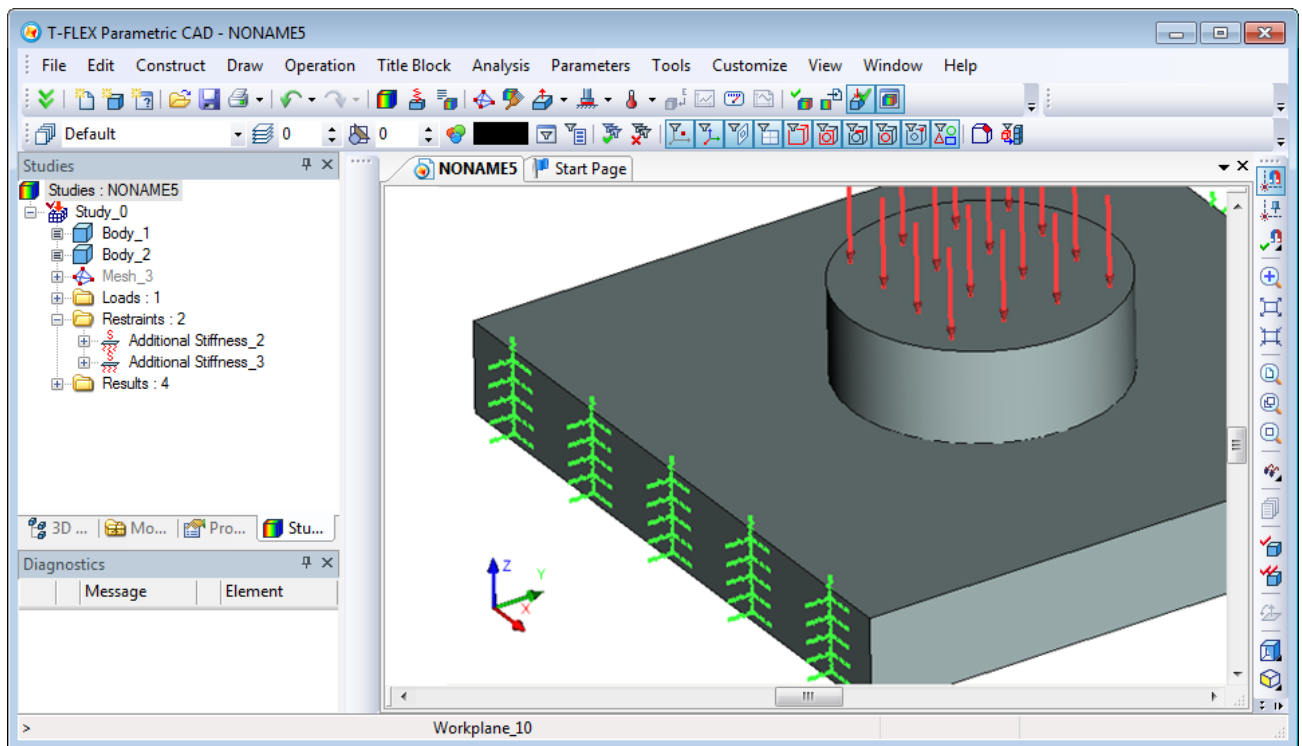 T-FLEX Parametric CAD - NONAME5
File Edit Construct Draw Operation Title Block Analysis Parameters Tools Customize View Window Help
Default 0 0
Studies
NONAME5 Start Page
Studies : NONAME5
Study_0
Body_1
Body_2
Mesh_3
Loads : 1
Restraints : 2
Additional Stiffness_2
Additional Stiffness_3
Results : 4
3D ... Mo... Pro... Stu...
Diagnostics
Message Element
Z
Y
X
> Workplane_10